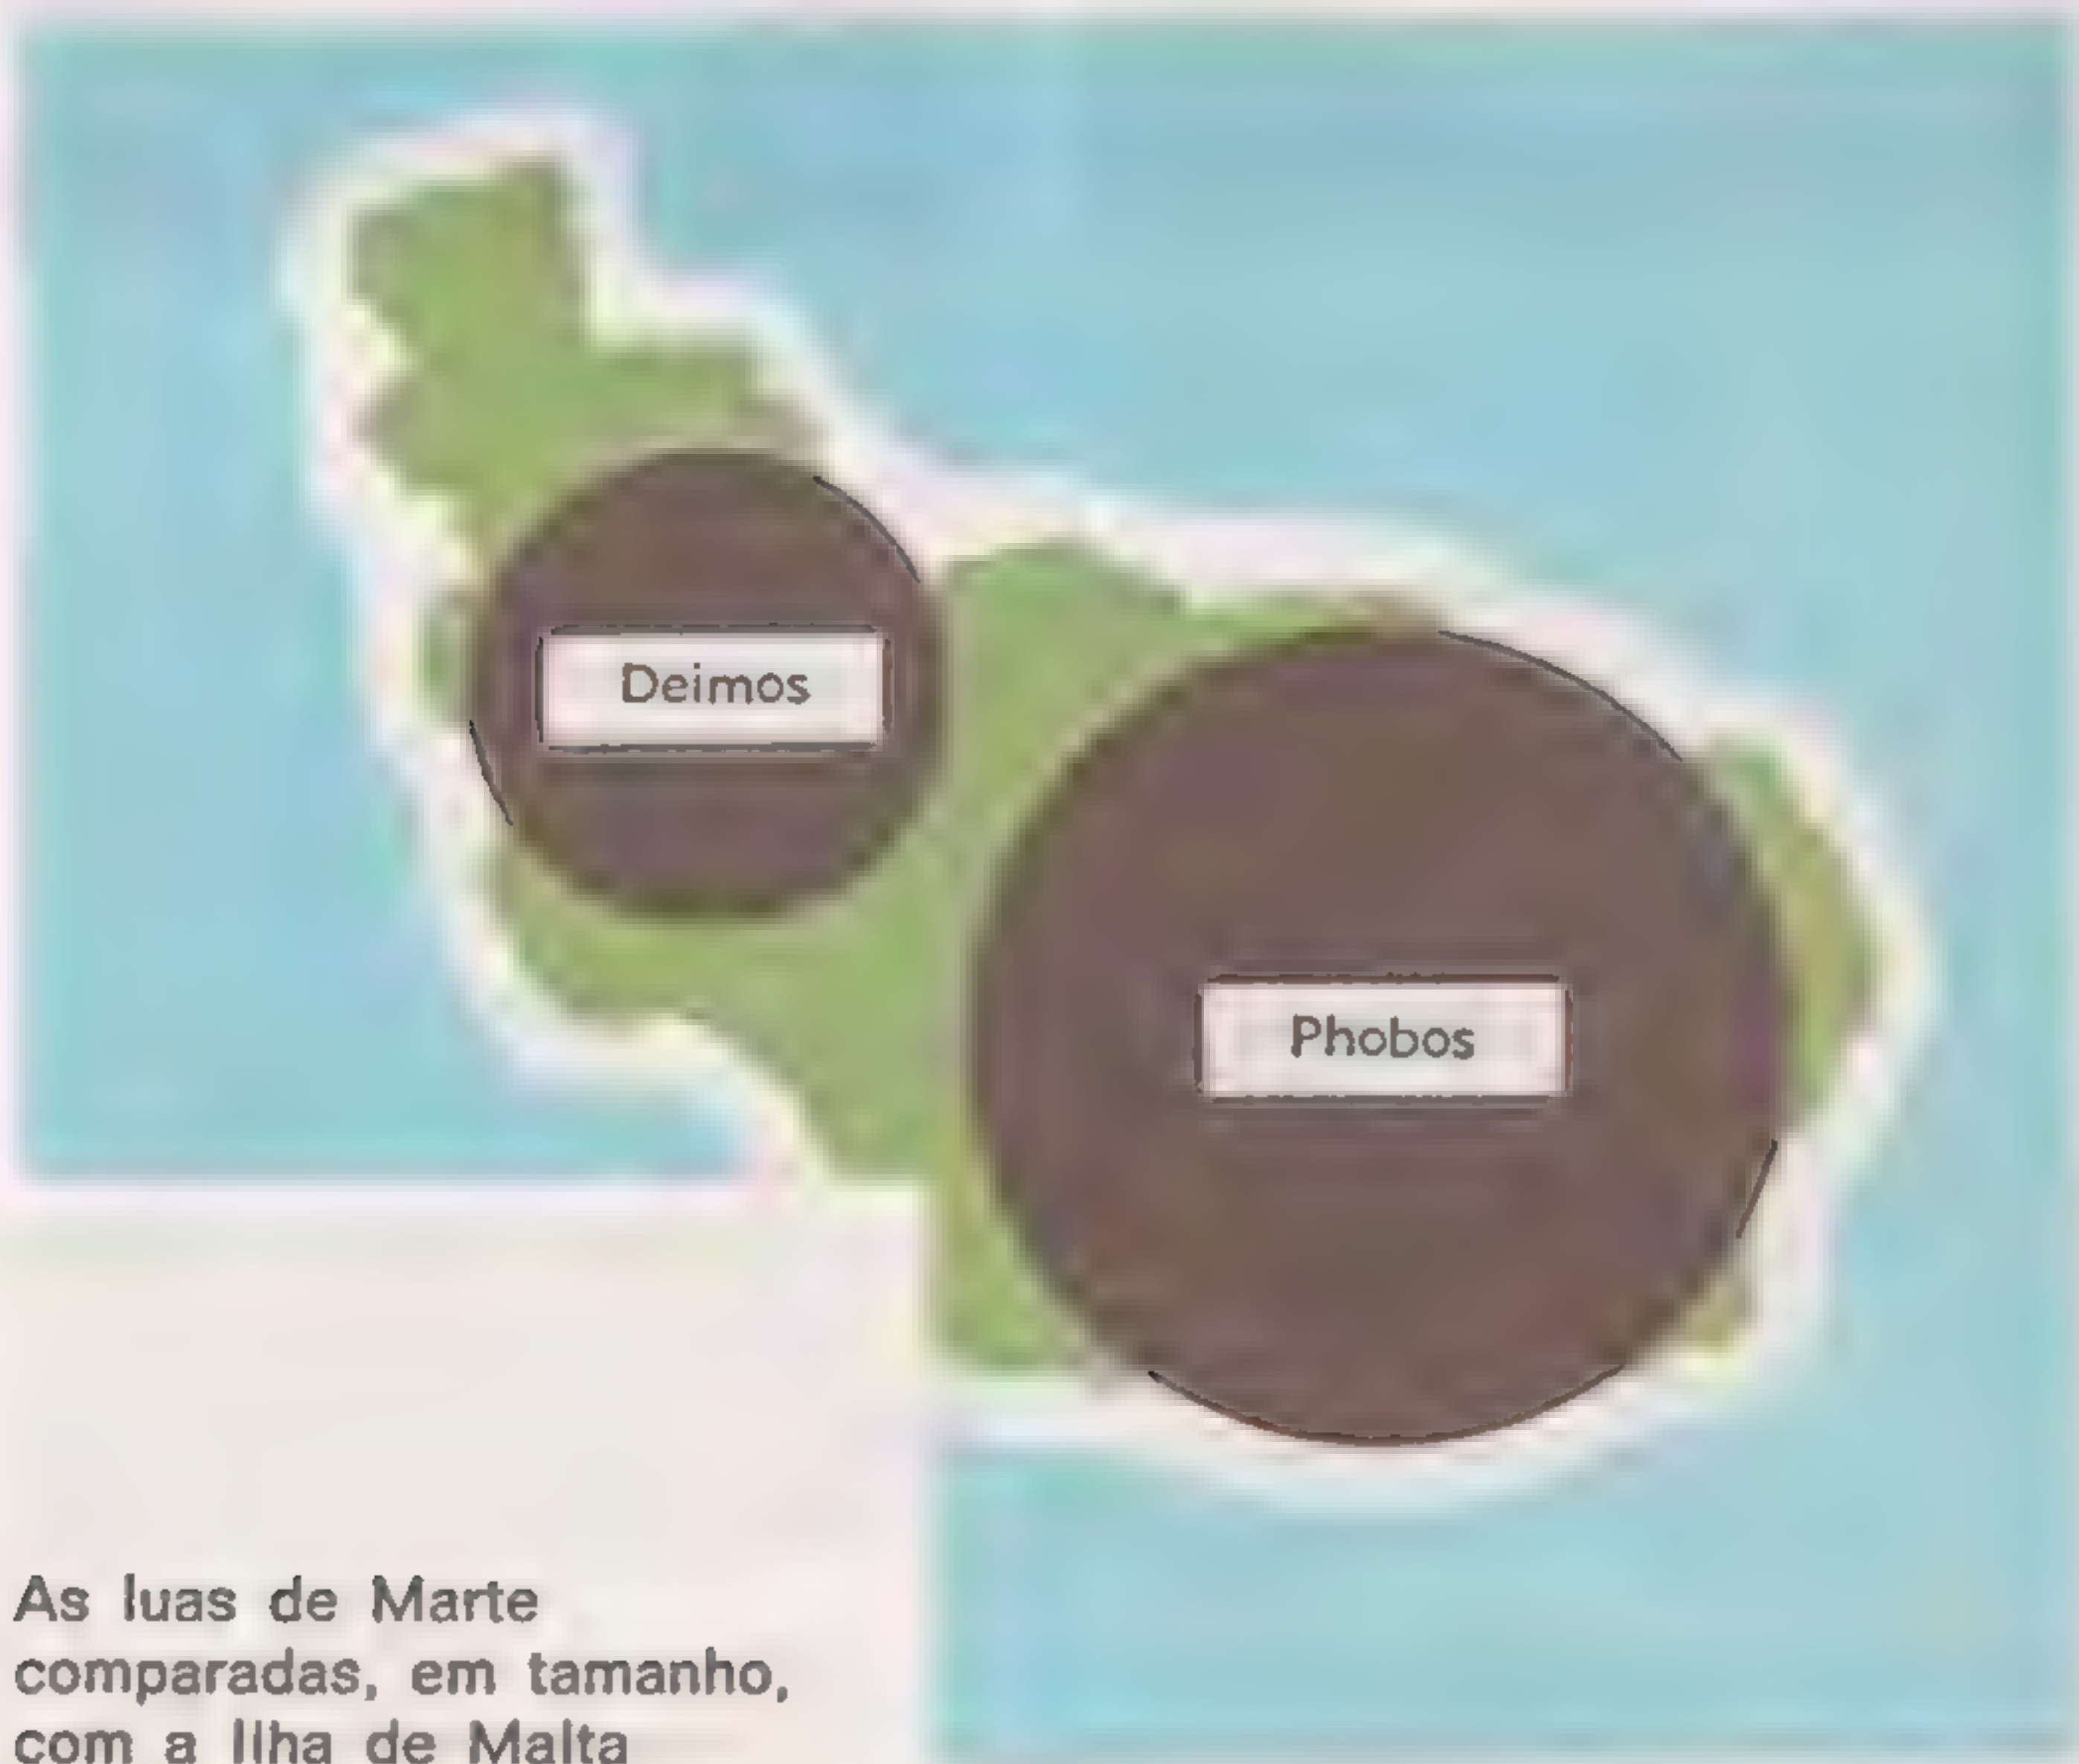 Deimos
Phobos
As luas de Marte
comparadas, em tamanho,
com a Ilha de Malta